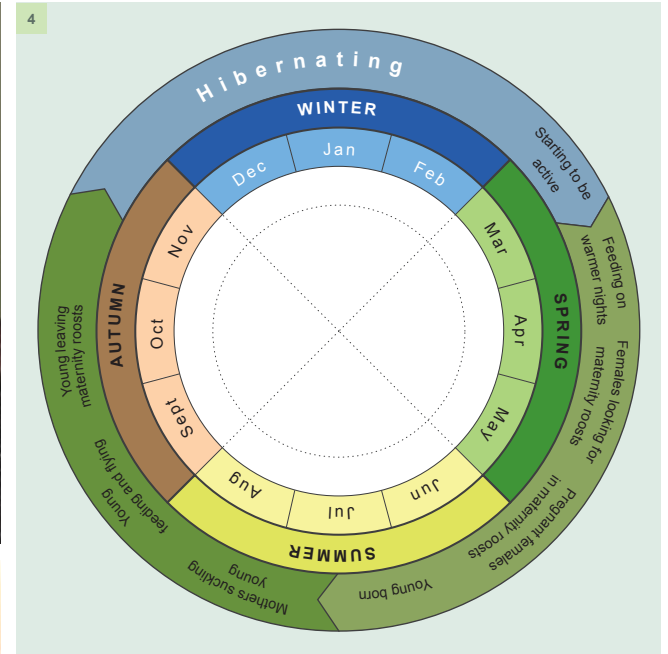 4
Hibernating
WINTER
Dec
Jan
Feb
Starting to be
active
Mar
Apr
May
SPRING
Feeding on
warmer nights
Females looking for
maternity roosts
Pregnant females
in maternity roosts
Young born
Jun
Jul
Aug
SUMMER
Mothers suckling
young
Young
feeding and flying
Sept
Oct
Nov
AUTUMN
Young leaving
maternity roosts